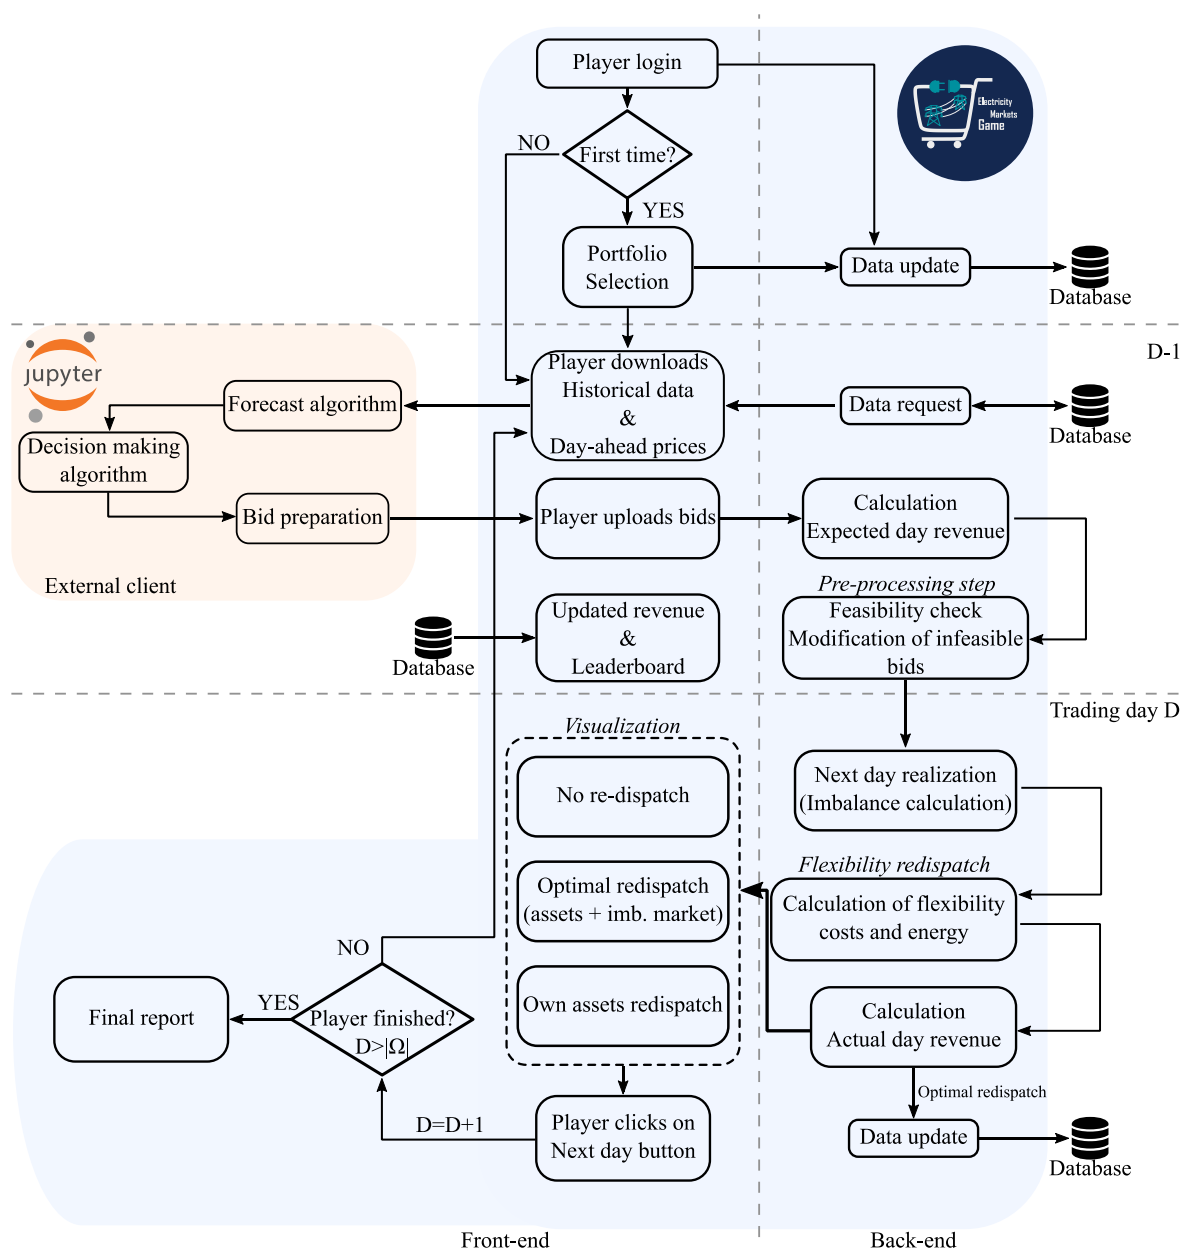 Player login
Electricity
Markets
Game
First time?
NO
YES
Portfolio
Selection
Data update
Database
D-1
jupyter
Forecast algorithm
Decision making
algorithm
Bid preparation
External client
Player downloads
Historical data
&
Day-ahead prices
Data request
Database
Player uploads bids
Calculation
Expected day revenue
Pre-processing step
Feasibility check
Modification of infeasible
bids
Database
Updated revenue
&
Leaderboard
Trading day D
Visualization
No re-dispatch
Optimal redispatch
(assets + imb. market)
Own assets redispatch
Next day realization
(Imbalance calculation)
Flexibility redispatch
Calculation of flexibility
costs and energy
Calculation
Actual day revenue
Optimal redispatch
Data update
Database
Player clicks on
Next day button
D=D+1
NO
Player finished?
D>|Ω|
YES
Final report
Front-end
Back-end